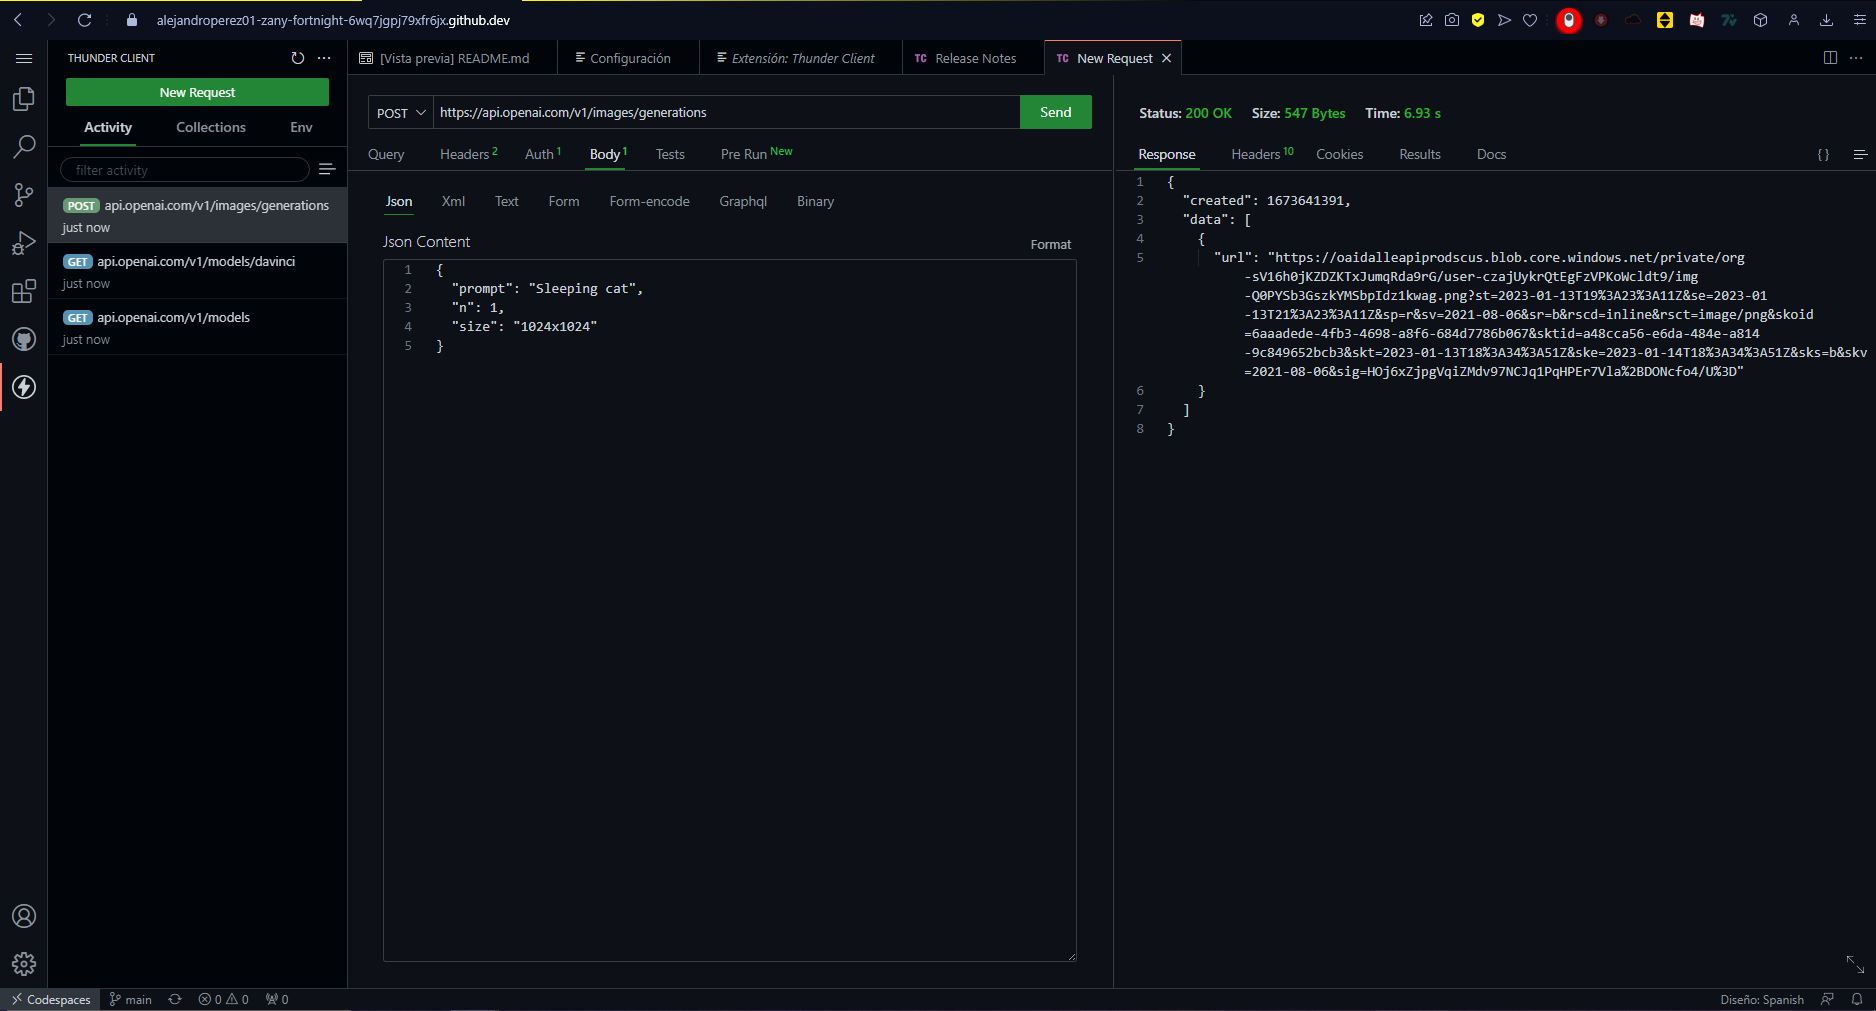 alejandroperez01-zany-fortnight-6wq7jgpj79xfr6jx.github.dev
THUNDER CLIENT
New Request
Activity
Collections
Env
filter activity
POST api.openai.com/v1/images/generations
just now
GET api.openai.com/v1/models/davinci
just now
GET api.openai.com/v1/models
just now
[Vista previa] README.md
Configuración
Extensión: Thunder Client
TC Release Notes
TC New Request
POST
https://api.openai.com/v1/images/generations
Send
Query
Headers 2
Auth 1
Body 1
Tests
Pre Run New
Json
Xml
Text
Form
Form-encode
Graphql
Binary
Json Content
Format
1 {
2 "prompt": "Sleeping cat",
3 "n": 1,
4 "size": "1024x1024"
5 }
Status: 200 OK
Size: 547 Bytes
Time: 6.93 s
Response
Headers 10
Cookies
Results
Docs
{ }
1 {
2 "created": 1673641391,
3 "data": [
4 {
5 "url": "https://oaidalleapiprodscus.blob.core.windows.net/private/org
-sV16h0jKZDZKTxJumqRda9rG/user-czajUykrQtEgFzVPKoWcldt9/img
-Q0PYSb3GszkYMSbpIdz1kwag.png?st=2023-01-13T19%3A23%3A11Z&se=2023-01
-13T21%3A23%3A11Z&sp=r&sv=2021-08-06&sr=b&rscd=inline&rsct=image/png&skoid
=6aaadede-4fb3-4698-a8f6-684d7786b067&sktid=a48cca56-e6da-484e-a814
-9c849652bcb3&skt=2023-01-13T18%3A34%3A51Z&ske=2023-01-14T18%3A34%3A51Z&sks=b&skv
=2021-08-06&sig=HOj6xZjpgVqiZMdv97NCJq1PqHPEr7Vla%2BDONcfo4/U%3D"
6 }
7 ]
8 }
Codespaces
main
0
0
0
Diseño: Spanish